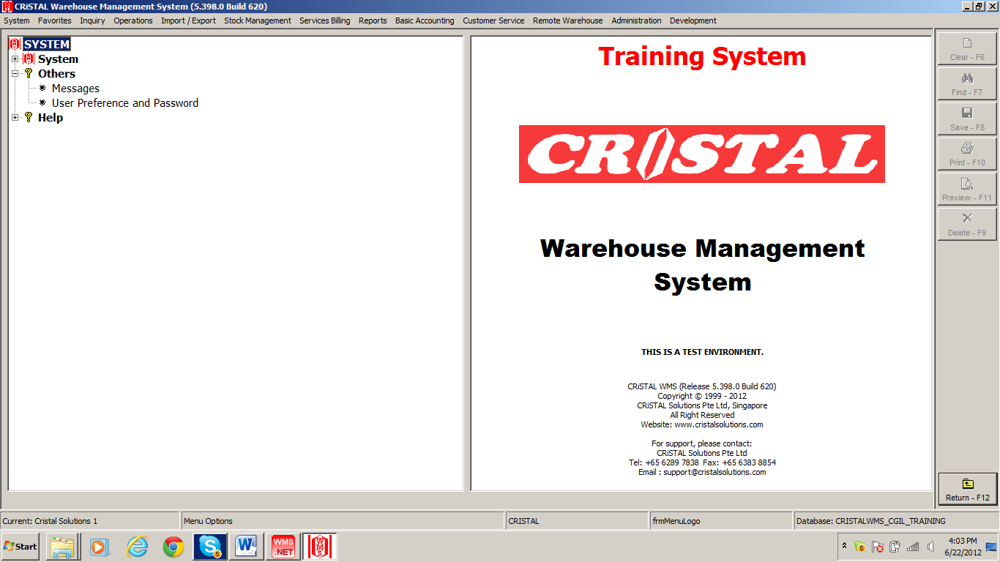 CRiSTAL Warehouse Management System (5.398.0 Build 620)
System Favorites Inquiry Operations Import / Export Stock Management Services Billing Reports Basic Accounting Customer Service Remote Warehouse Administration Development
SYSTEM
System
Others
Messages
User Preference and Password
Help
Training System
CRISTAL
Warehouse Management
System
THIS IS A TEST ENVIRONMENT.
CRiSTAL WMS (Release 5.398.0 Build 620)
Copyright © 1999 - 2012
CRiSTAL Solutions Pte Ltd, Singapore
All Right Reserved
Website: www.cristalsolutions.com
For support, please contact:
CRiSTAL Solutions Pte Ltd
Tel: +65 6289 7838 Fax: +65 6383 8854
Email : support@cristalsolutions.com
Clear - F6
Find - F7
Save - F8
Print - F10
Preview - F11
Delete - F9
Return - F12
Current: Cristal Solutions 1 Menu Options CRISTAL frmMenuLogo Database: CRISTALWMS_CGIL_TRAINING
Start
S 5
W
WMS
.NET
WMS
4:03 PM
6/22/2012